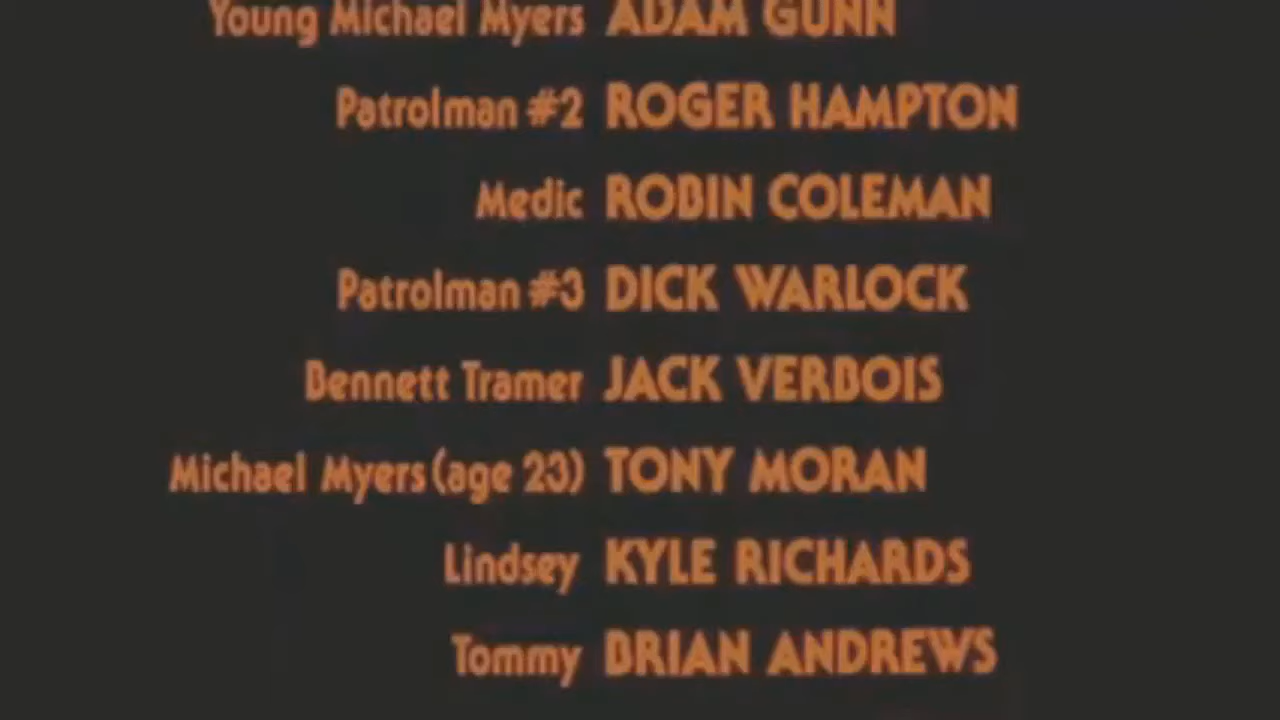 Young Michael Myers ADAM GUNN
Patrolman #2 ROGER HAMPTON
Medic ROBIN COLEMAN
Patrolman #3 DICK WARLOCK
Bennett Tramer JACK VERBOIS
Michael Myers (age 23) TONY MORAN
Lindsey KYLE RICHARDS
Tommy BRIAN ANDREWS